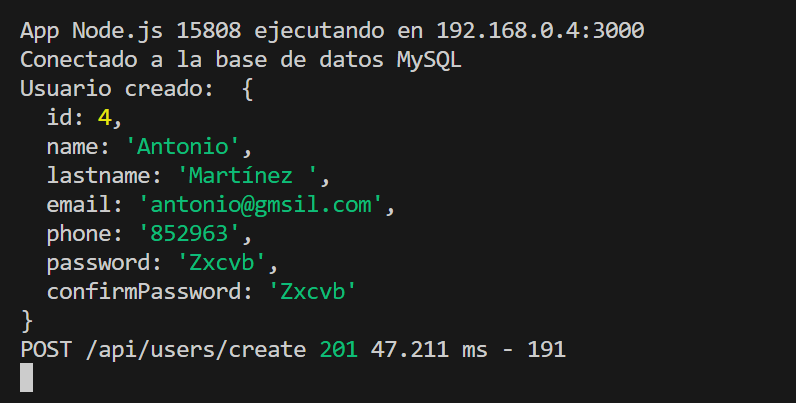 App Node.js 15808 ejecutando en 192.168.0.4:3000
Conectado a la base de datos MySQL
Usuario creado:  {
  id: 4,
  name: 'Antonio',
  lastname: 'Martínez ',
  email: 'antonio@gmsil.com',
  phone: '852963',
  password: 'Zxcvb',
  confirmPassword: 'Zxcvb'
}
POST /api/users/create 201 47.211 ms - 191